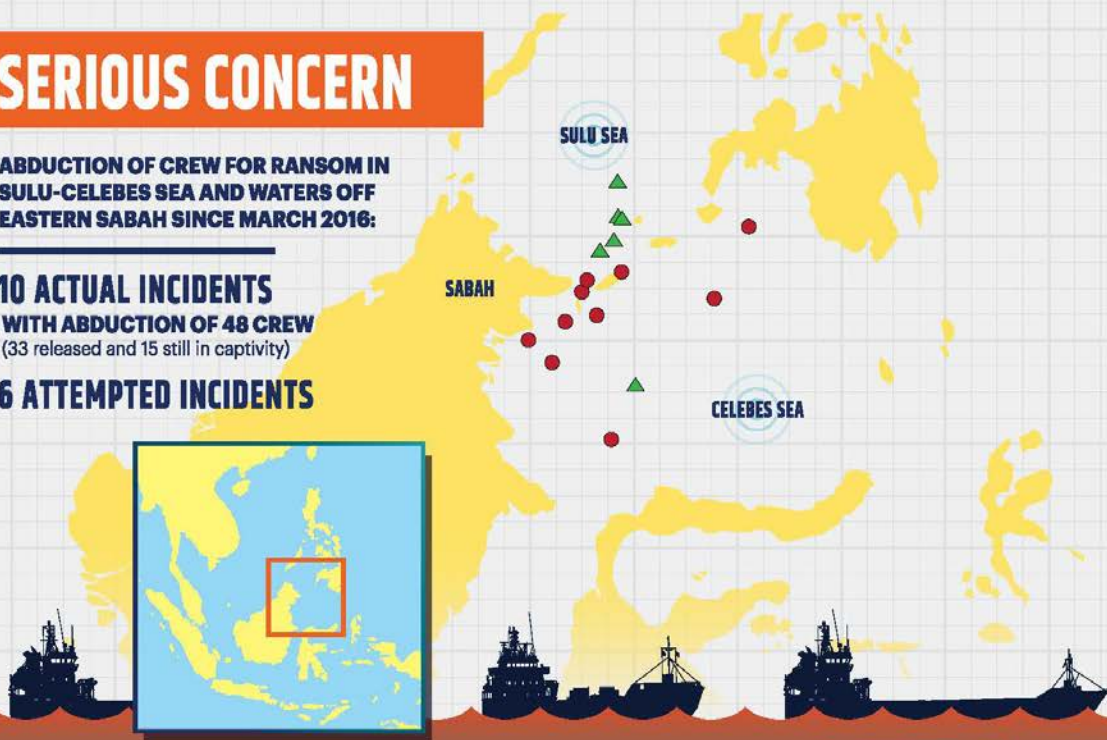 SERIOUS CONCERN
ABDUCTION OF CREW FOR RANSOM IN
SULU-CELEBES SEA AND WATERS OFF
EASTERN SABAH SINCE MARCH 2016:
10 ACTUAL INCIDENTS
WITH ABDUCTION OF 48 CREW
(33 released and 15 still in captivity)
6 ATTEMPTED INCIDENTS
SULU SEA
SABAH
CELEBES SEA